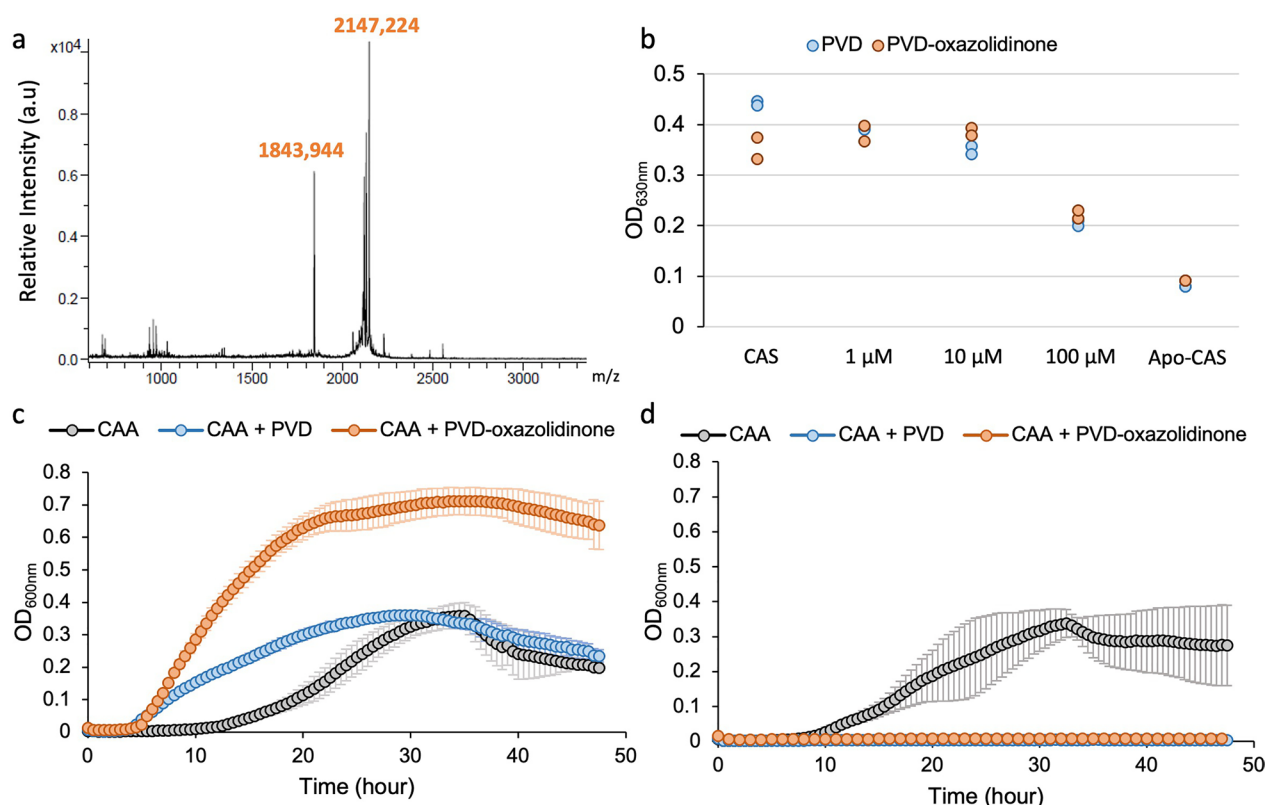 a
2147,224
x10⁴
0.8
1843,944
0.6
0.4
0.2
0.0
Relative Intensity (a.u)
1000 1500 2000 2500 3000 m/z
b
PVD PVD-oxazolidinone
0.5
0.4
0.3
0.2
0.1
0
OD630nm
CAS 1 µM 10 µM 100 µM Apo-CAS
c
CAA CAA + PVD CAA + PVD-oxazolidinone
0.8
0.7
0.6
0.5
0.4
0.3
0.2
0.1
0
OD600nm
0 10 20 30 40 50
Time (hour)
d
CAA CAA + PVD CAA + PVD-oxazolidinone
0.8
0.7
0.6
0.5
0.4
0.3
0.2
0.1
0
OD600nm
0 10 20 30 40 50
Time (hour)